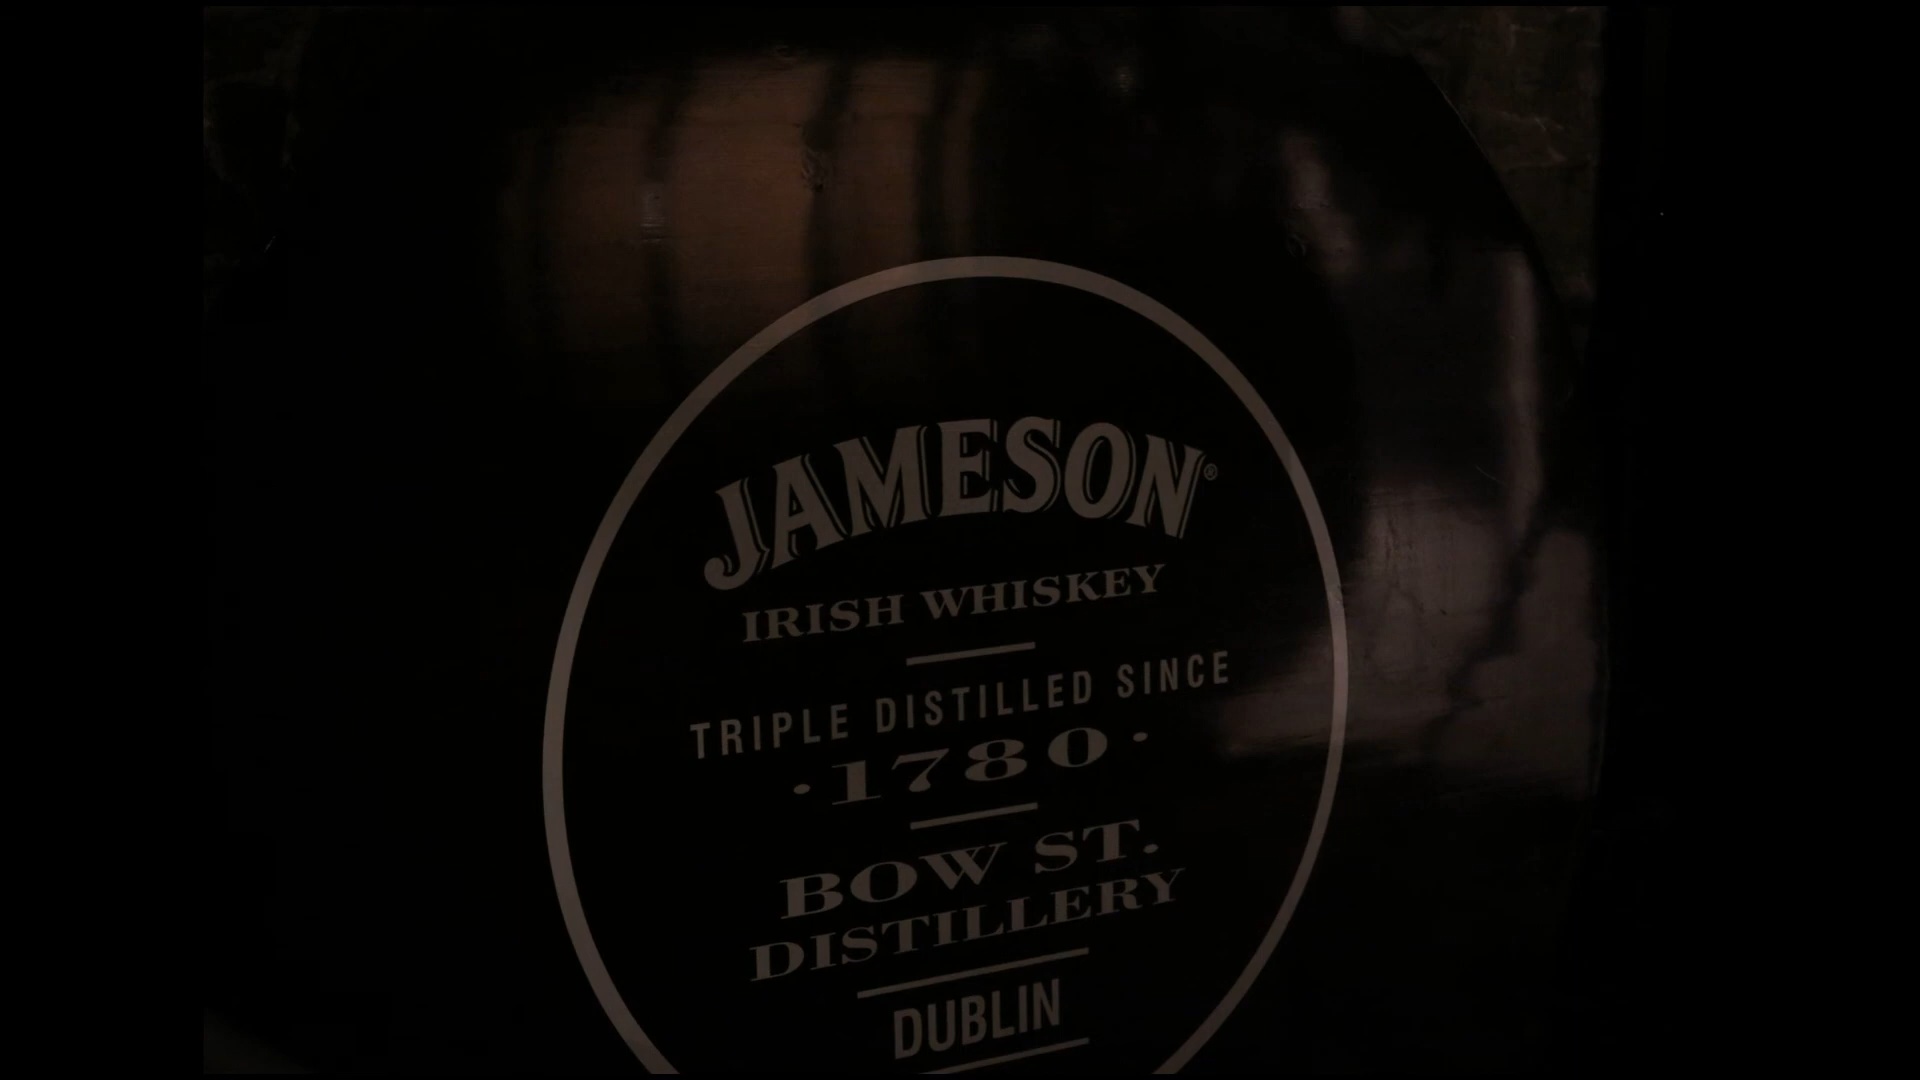 JAMESON®
IRISH WHISKEY
TRIPLE DISTILLED SINCE
·1780·
BOW ST.
DISTILLERY
DUBLIN